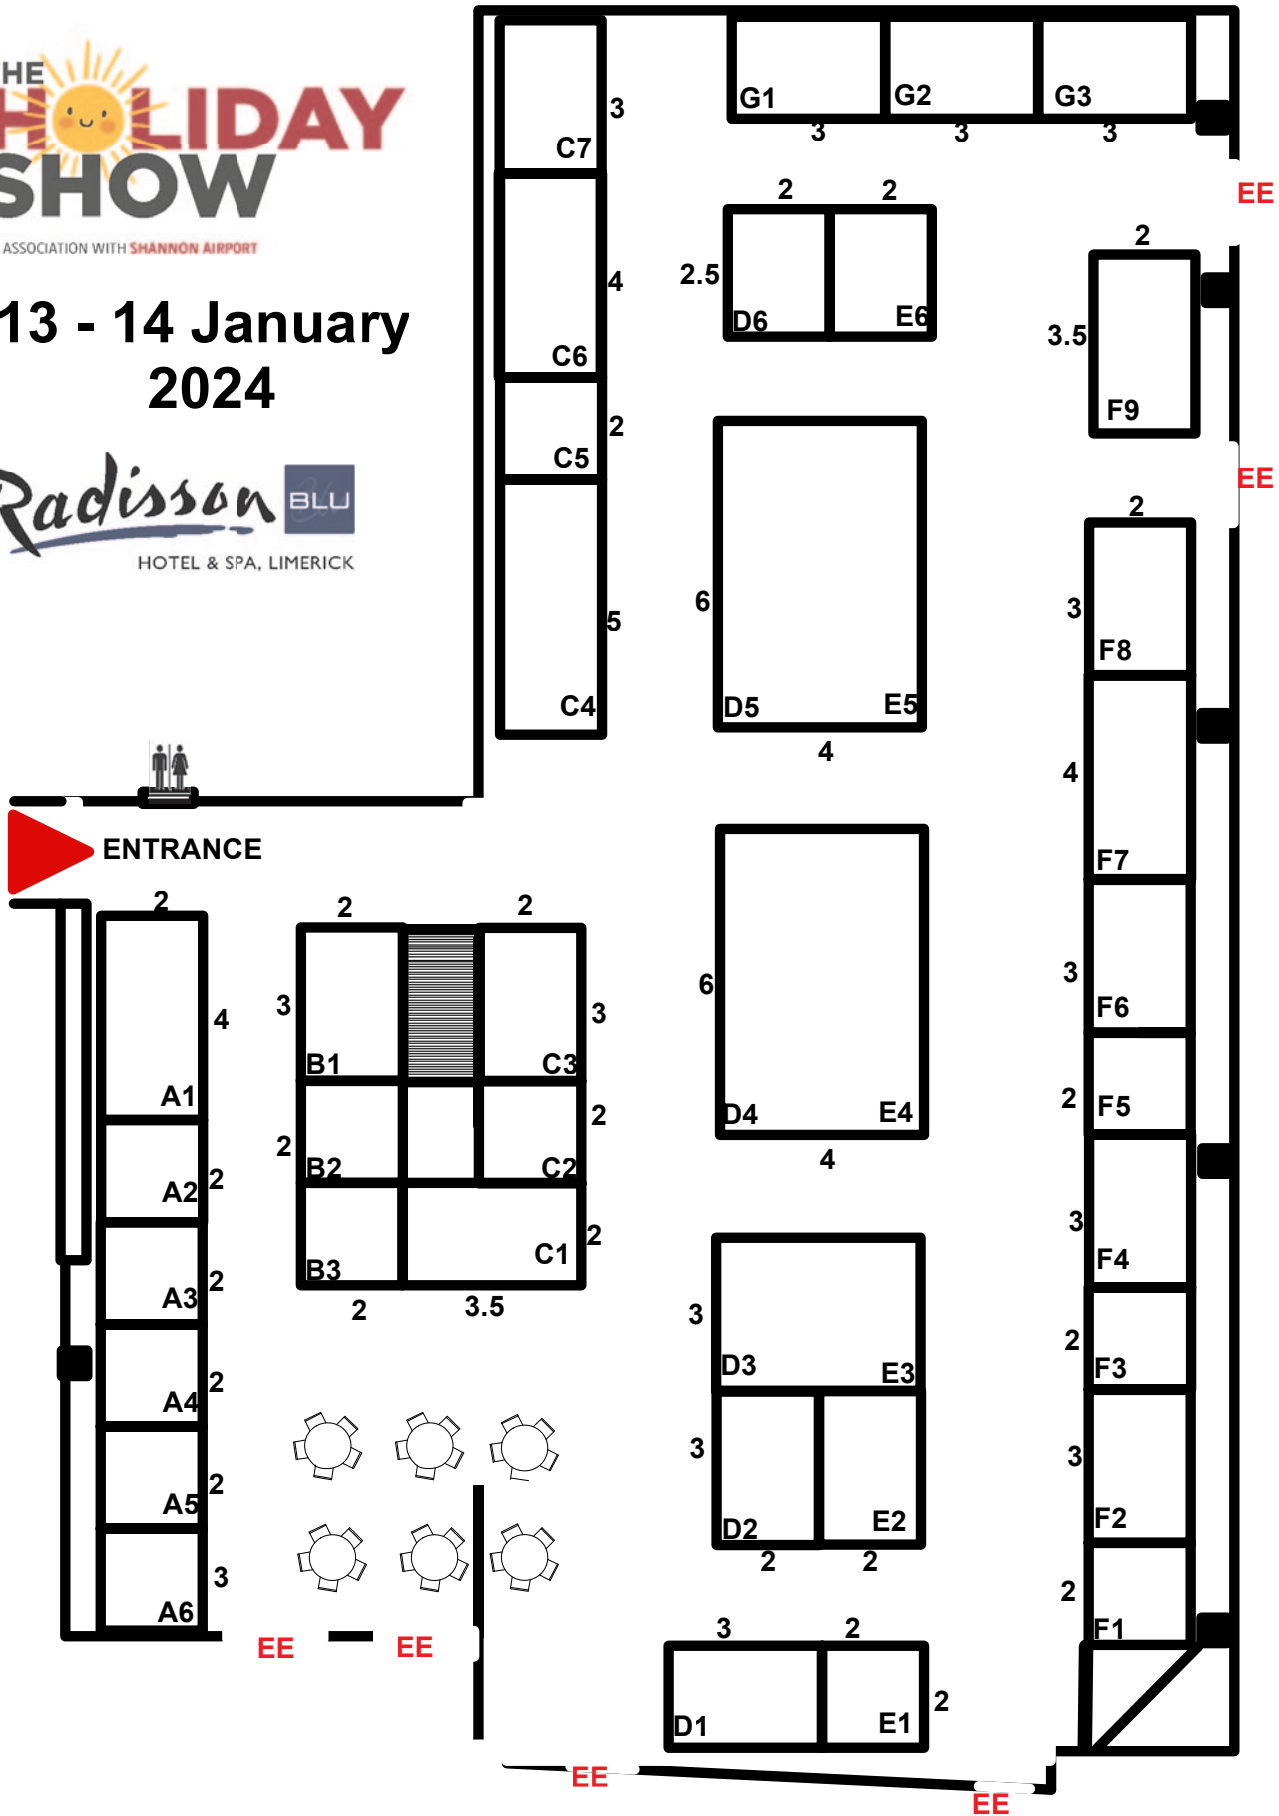 HE
HOLIDAY
SHOW
ASSOCIATION WITH SHANNON AIRPORT
13 - 14 January
2024
Radisson BLU
HOTEL & SPA, LIMERICK
ENTRANCE
3
C7
4
C6
2
C5
5
C4
G1
G2
G3
3
3
3
2
2
2.5
D6
E6
2
3.5
F9
EE
EE
6
D5
E5
4
2
3
F8
4
F7
3
F6
2
F5
3
F4
2
F3
3
F2
2
F1
6
D4
E4
4
2
4
A1
A2
2
A3
2
A4
2
A5
2
A6
3
2
2
3
B1
C3
3
2
B2
C2
2
B3
C1
2
2
3.5
3
D3
E3
3
D2
E2
2
2
3
2
D1
E1
2
EE
EE
EE
EE